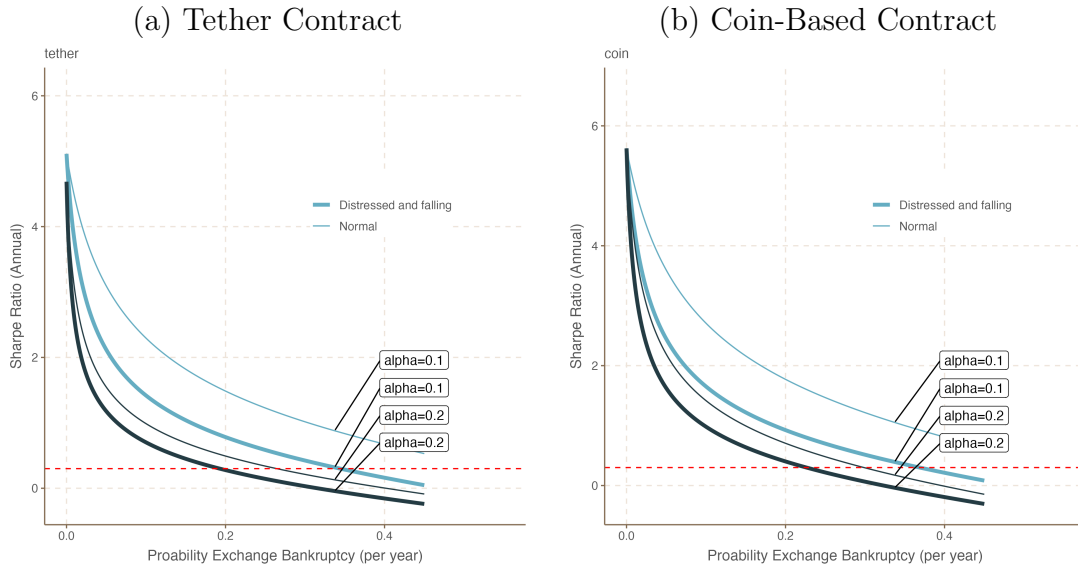 (a) Tether Contract
tether
6
4
2
0
Sharpe Ratio (Annual)
Distressed and falling
Normal
alpha=0.1
alpha=0.1
alpha=0.2
alpha=0.2
0.0 0.2 0.4
Proability Exchange Bankruptcy (per year)
(b) Coin-Based Contract
coin
6
4
2
0
Sharpe Ratio (Annual)
Distressed and falling
Normal
alpha=0.1
alpha=0.1
alpha=0.2
alpha=0.2
0.0 0.2 0.4
Proability Exchange Bankruptcy (per year)